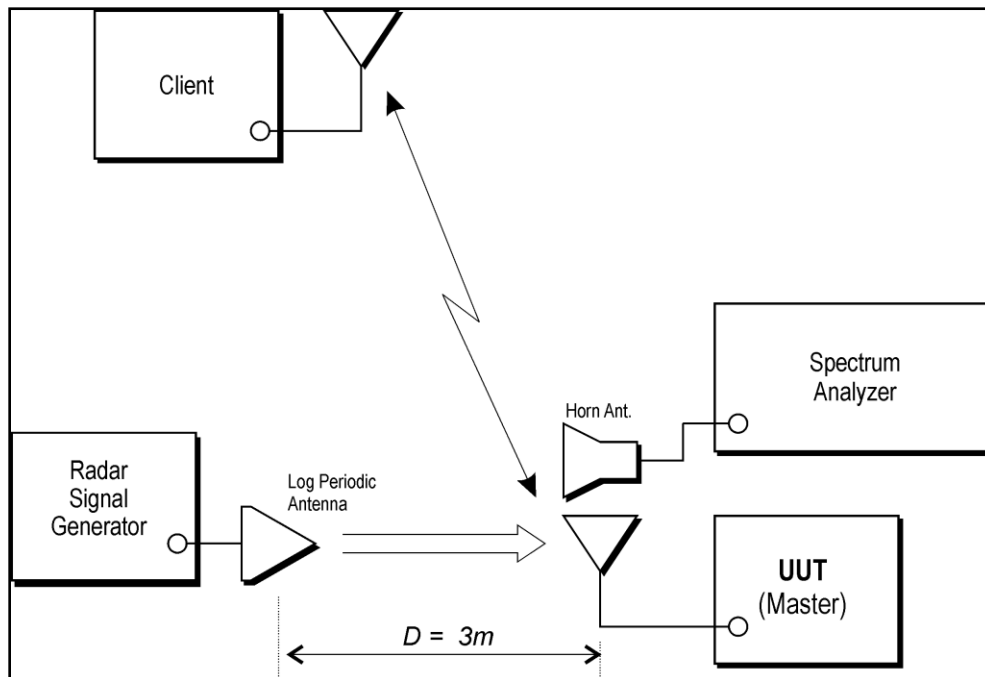 Client
Spectrum
Analyzer
Horn Ant.
Radar
Signal
Generator
Log Periodic
Antenna
UUT
(Master)
D = 3m